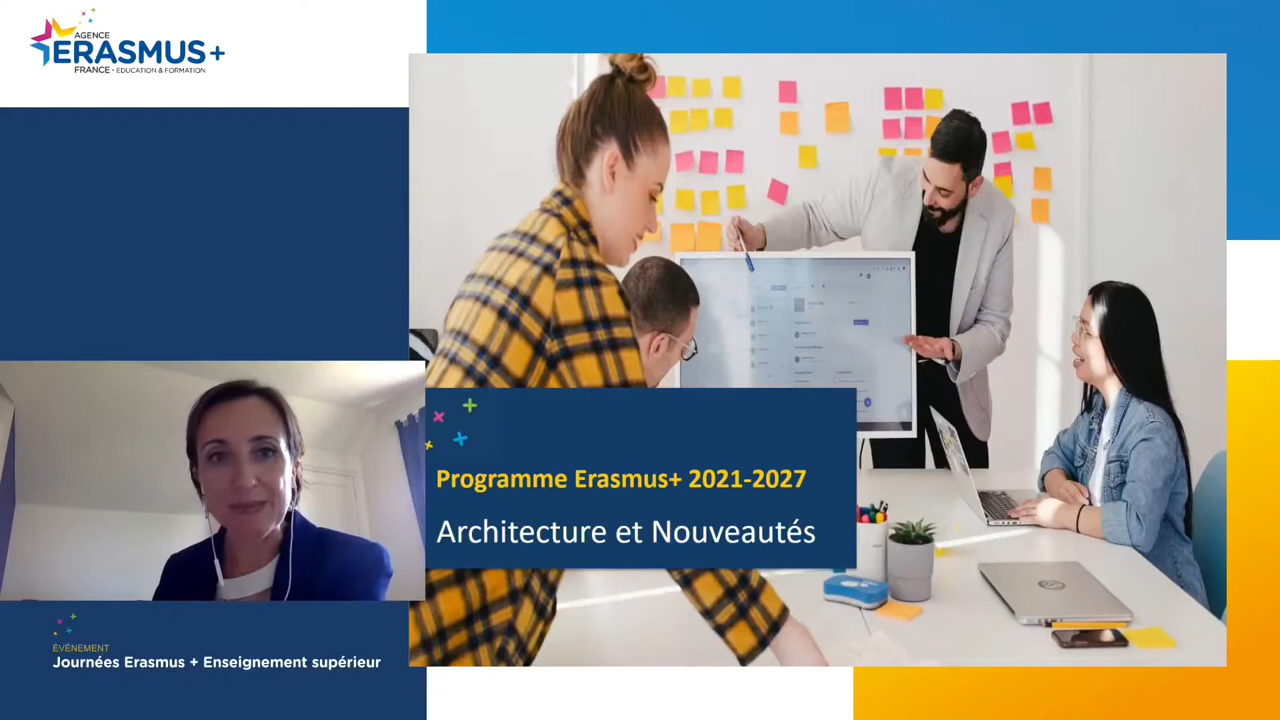 AGENCE
ERASMUS+
FRANCE • EDUCATION & FORMATION
Programme Erasmus+ 2021-2027
Architecture et Nouveautés
ÉVÉNEMENT
Journées Erasmus + Enseignement supérieur